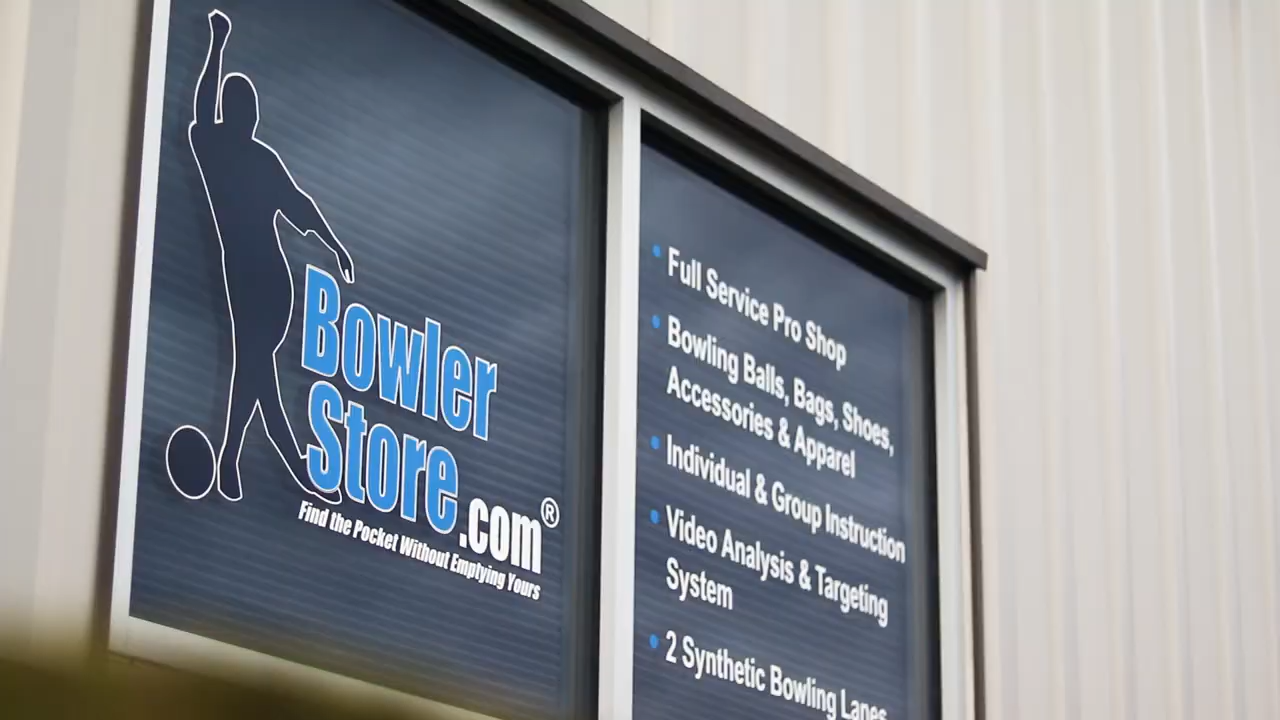 Bowler
Store
.com®
Find the Pocket Without Emptying Yours
• Full Service Pro Shop
• Bowling Balls, Bags, Shoes,
Accessories & Apparel
• Individual & Group Instruction
• Video Analysis & Targeting
System
• 2 Synthetic Bowling Lanes